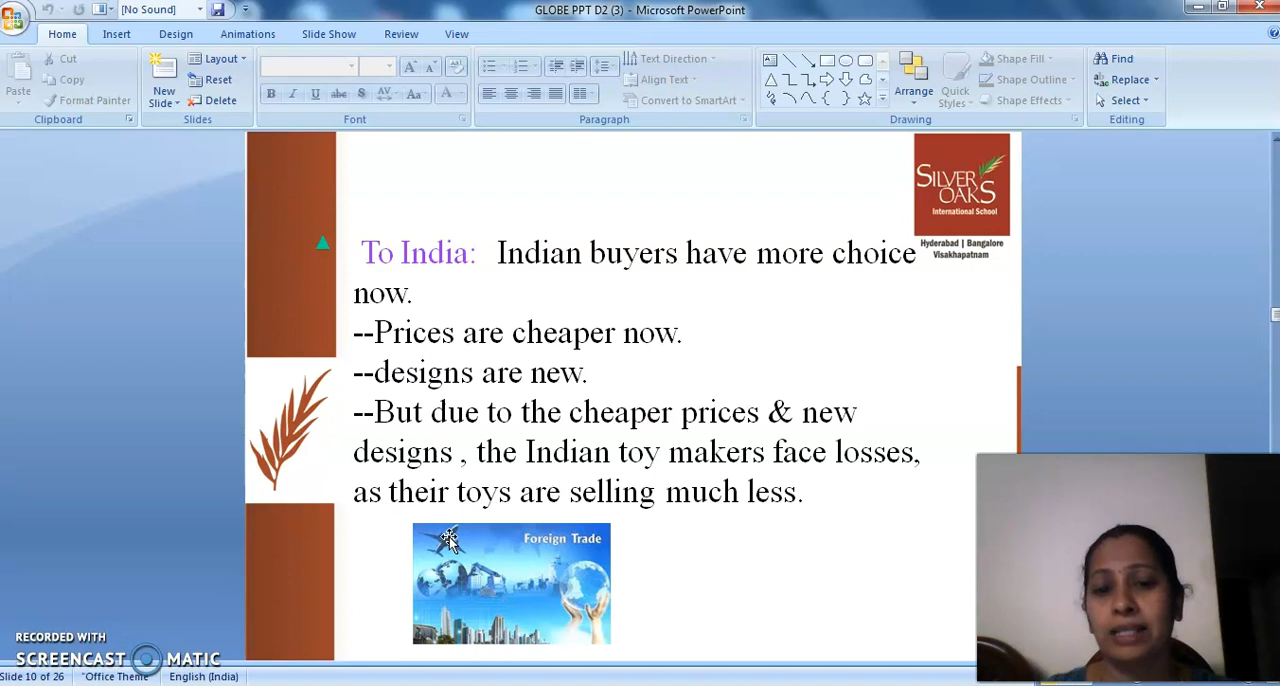 [No Sound]
GLOBE PPT D2 (3) - Microsoft PowerPoint
Home Insert Design Animations Slide Show Review View
Paste
Cut
Copy
Format Painter
Clipboard
New
Slide
Layout
Reset
Delete
Slides
B I U abc S AV Aa A
Font
Text Direction
Align Text
Convert to SmartArt
Paragraph
Arrange
Quick
Styles
Shape Fill
Shape Outline
Shape Effects
Drawing
Find
Replace
Select
Editing
SILVER
OAKS
International School
Hyderabad | Bangalore
Visakhapatnam
To India: Indian buyers have more choice
now.
--Prices are cheaper now.
--designs are new.
--But due to the cheaper prices & new
designs , the Indian toy makers face losses,
as their toys are selling much less.
Foreign Trade
RECORDED WITH
SCREENCAST MATIC
Slide 10 of 26 "Office Theme" English (India)